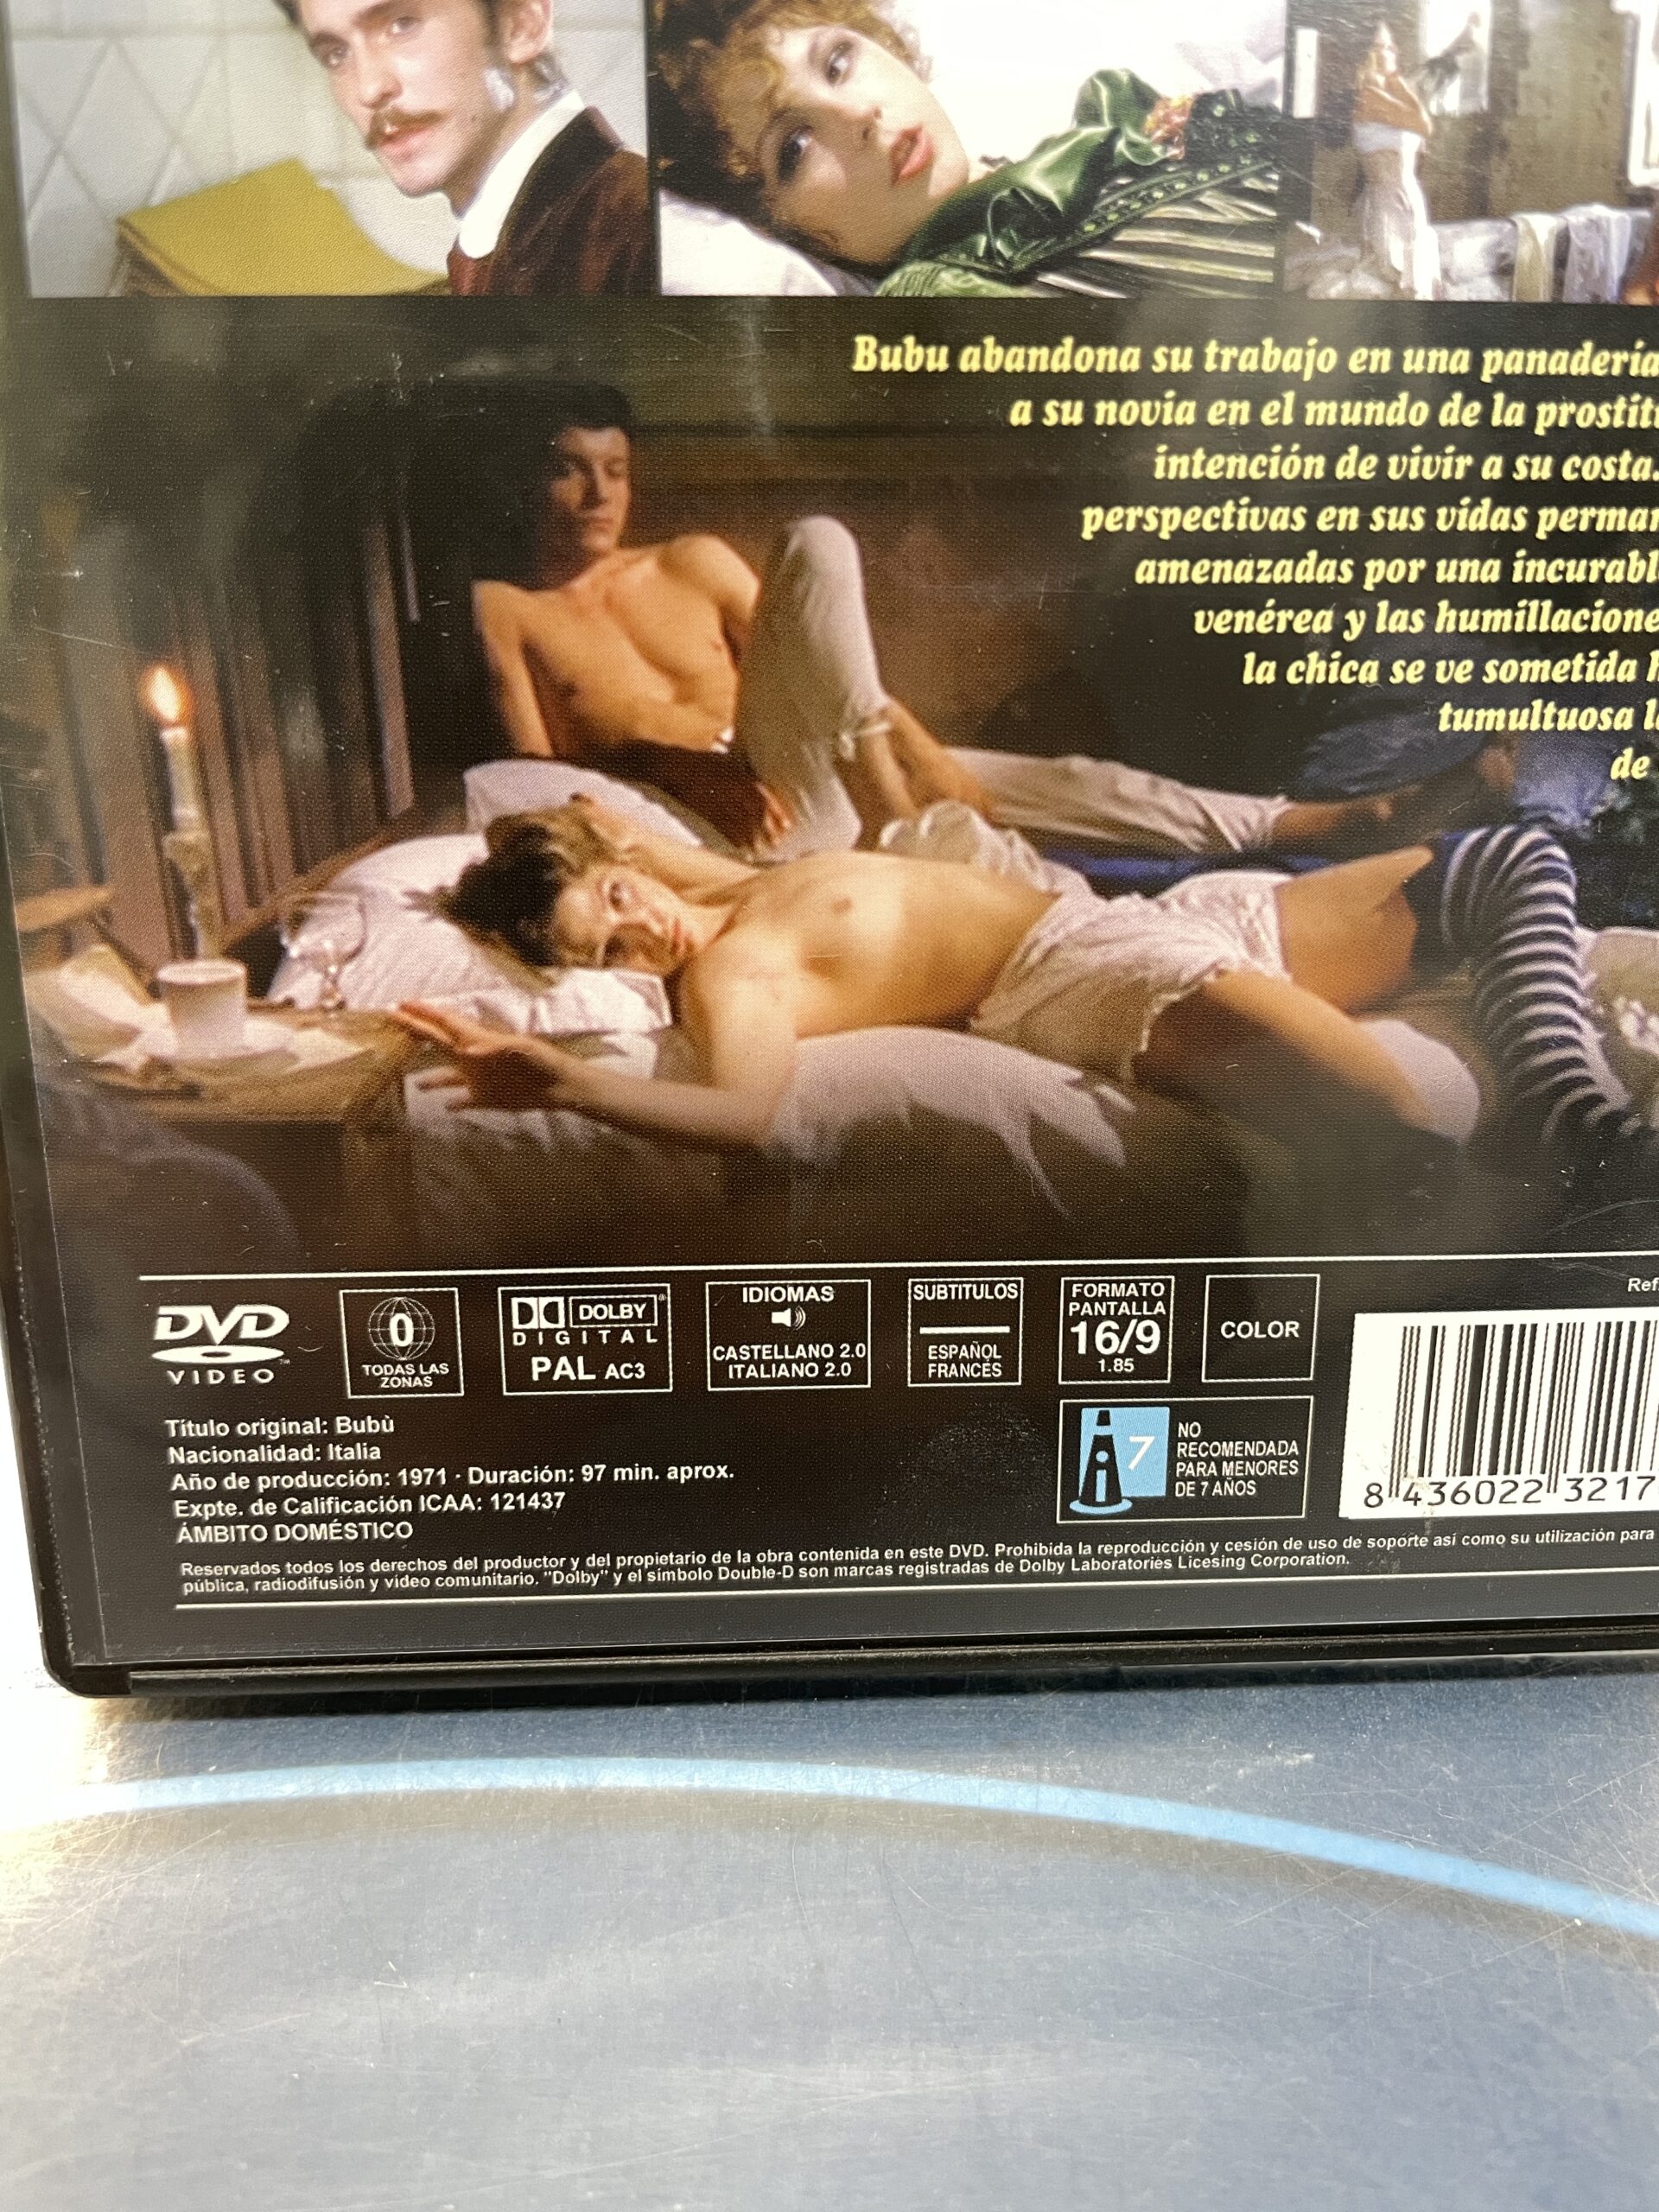 Bubu abandona su trabajo en una panadería
a su novia en el mundo de la
intención de vivir a su costa.
perspectivas en sus vidas
amenazadas por una
venérea y las
la chica se ve sometida
tumultuosa
de
DVD
VIDEO
0
TODAS LAS
ZONAS
DOLBY
DIGITAL
PAL AC3
IDIOMAS
CASTELLANO 2.0
ITALIANO 2.0
SUBTITULOS
ESPAÑOL
FRANCÉS
FORMATO
PANTALLA
16/9
1.85
COLOR
Ref.
7
NO
RECOMENDADA
PARA MENORES
DE 7 AÑOS
8 436022 3217
Título original: Bubù
Nacionalidad: Italia
Año de producción: 1971 · Duración: 97 min. aprox.
Expte. de Calificación ICAA: 121437
ÁMBITO DOMÉSTICO
Reservados todos los derechos del productor y del propietario de la obra contenida en este DVD. Prohibida la reproducción y cesión de uso de soporte así como su utilización para
pública, radiodifusión y vídeo comunitario. "Dolby" y el símbolo Double-D son marcas registradas de Dolby Laboratories Licesing Corporation.